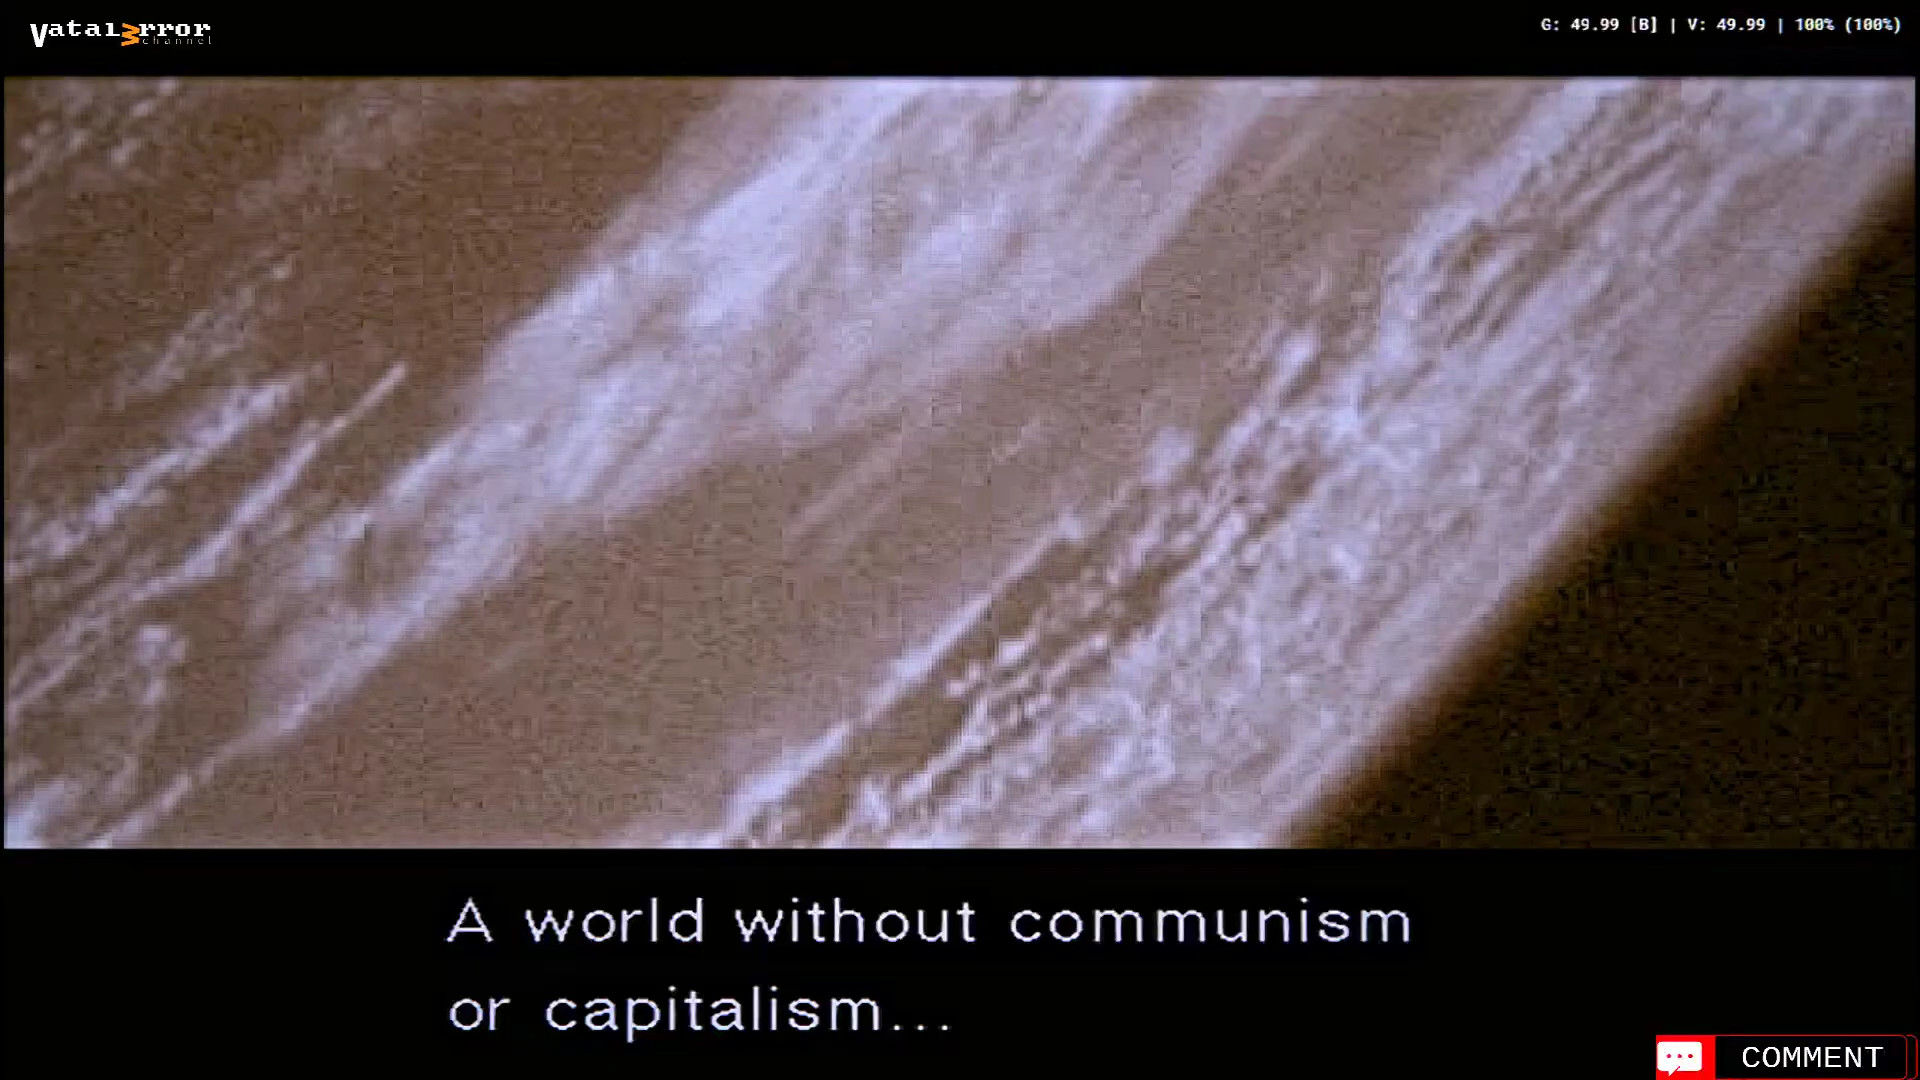 Vatal3rror
channel
G: 49.99 [B] | V: 49.99 | 100% (100%)
A world without communism
or capitalism...
COMMENT